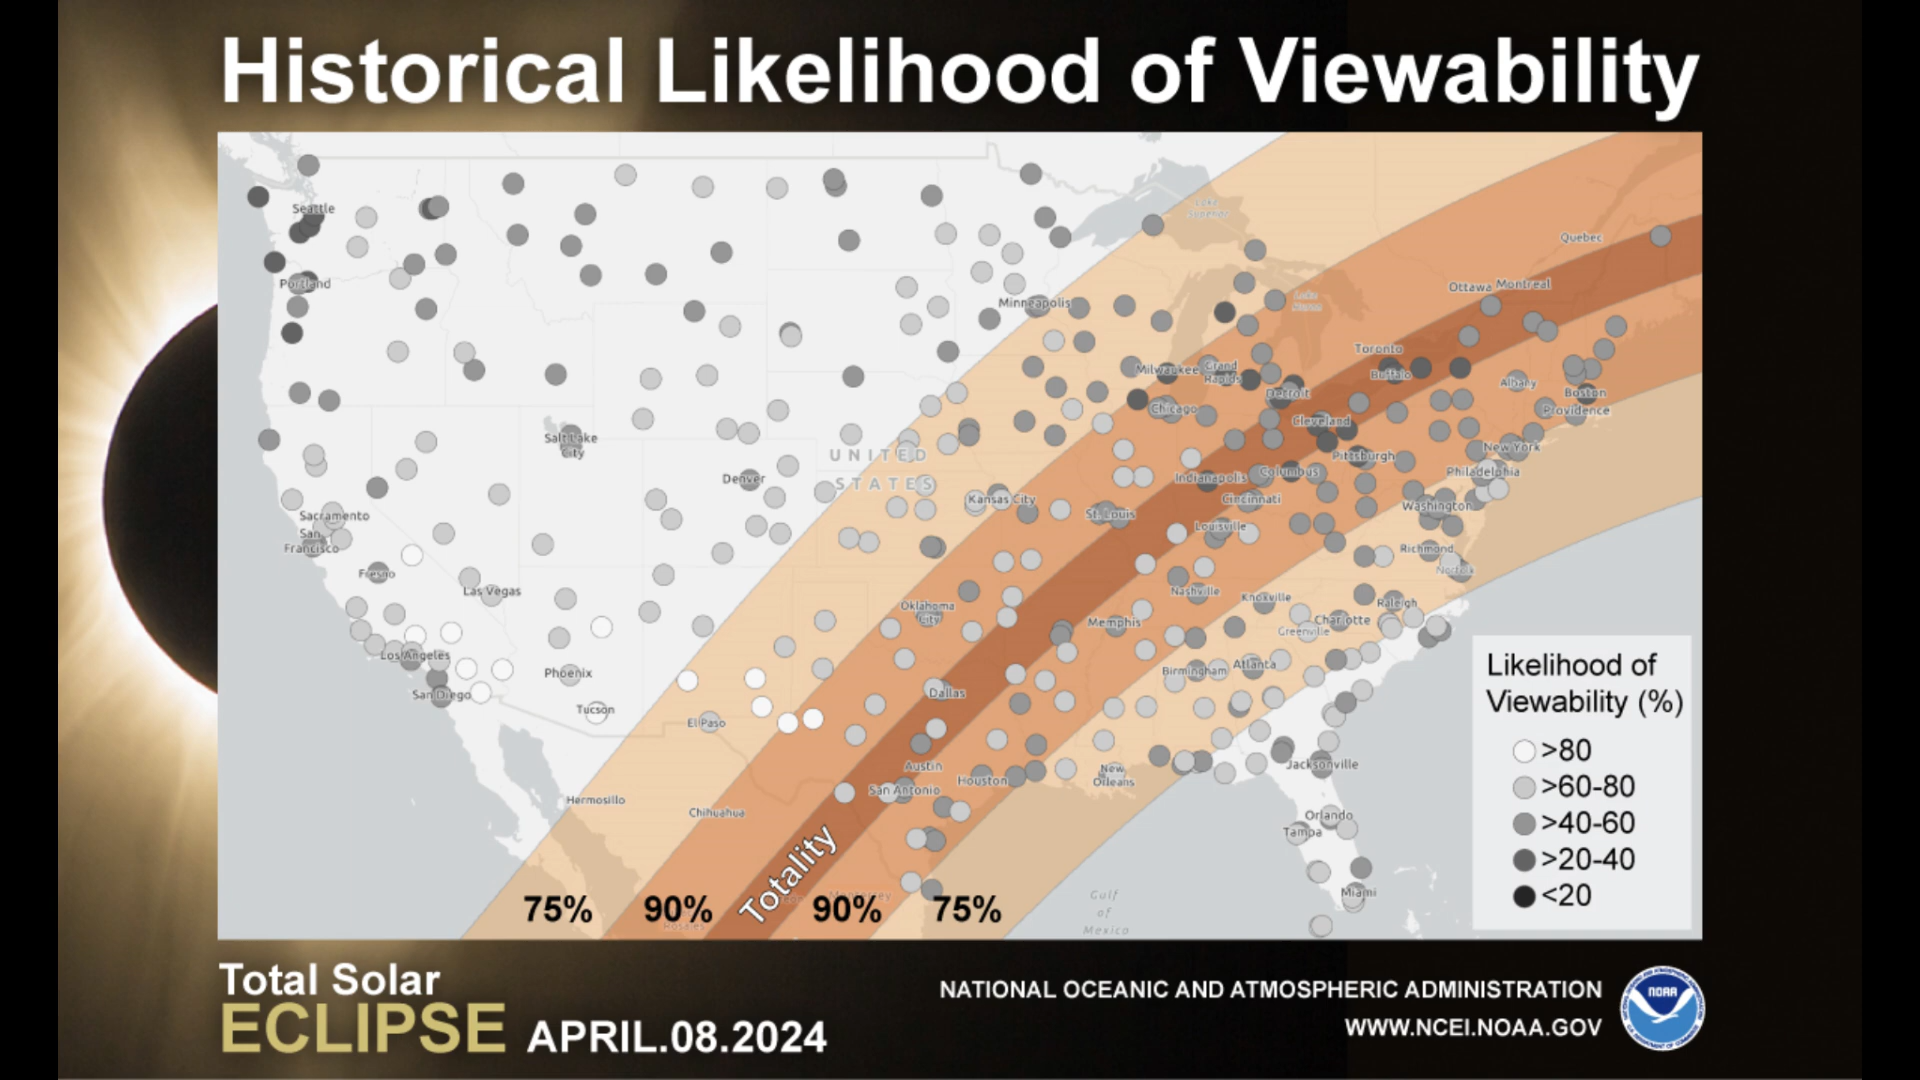 Historical Likelihood of Viewability
Lake Superior
Seattle
Quebec
Portland
Ottawa Montreal
Minneapolis
Lake Huron
Toronto
Milwaukee
Grand Rapids
Buffalo
Albany
Detroit
Boston
Providence
Chicago
Cleveland
Salt Lake City
UNITED
STATES
New York
Pittsburgh
Philadelphia
Denver
Indianapolis
Columbus
Kansas City
Cincinnati
Washington
Sacramento
St. Louis
Louisville
San Francisco
Richmond
Fresno
Norfolk
Las Vegas
Nashville
Knoxville
Raleigh
Oklahoma City
Memphis
Charlotte
Greenville
Los Angeles
Birmingham
Atlanta
Phoenix
San Diego
Dallas
Tucson
El Paso
Austin
Houston
New Orleans
Jacksonville
San Antonio
Hermosillo
Chihuahua
Orlando
Tampa
Miami
Monterrey
Rosales
Gulf
of
Mexico
75%
90%
Totality
90%
75%
Likelihood of
Viewability (%)
>80
>60-80
>40-60
>20-40
<20
Total Solar
ECLIPSE APRIL.08.2024
NATIONAL OCEANIC AND ATMOSPHERIC ADMINISTRATION
WWW.NCEI.NOAA.GOV
NOAA